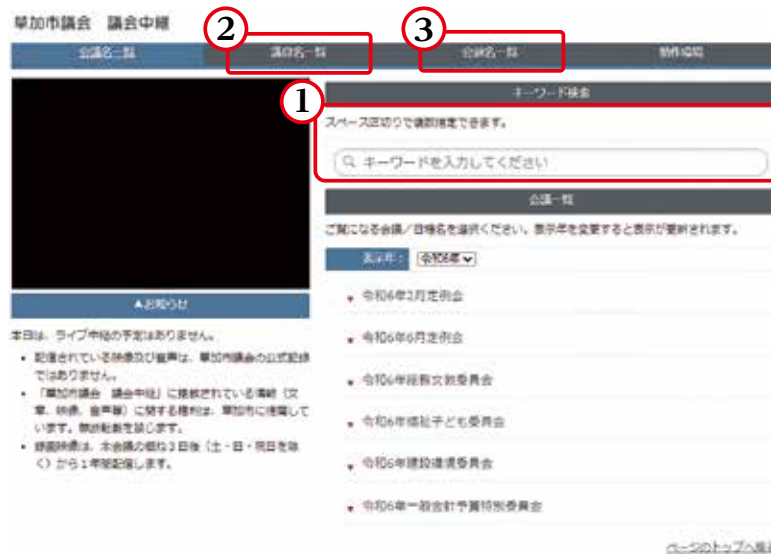 草加市議会 議会中継
② ③
会議名一覧 議員名一覧 会派名一覧 動作環境
①
キーワード検索
スペース区切りで複数指定できます。
キーワードを入力してください
会議一覧
ご覧になる会議/日程名を選択ください。表示年を変更すると表示が更新されます。
表示年: 令和6年
令和6年2月定例会
令和6年6月定例会
令和6年総務文教委員会
令和6年福祉子ども委員会
令和6年建設環境委員会
令和6年一般会計予算特別委員会
ページのトップへ戻る
▲お知らせ
本日は、ライブ中継の予定はありません。
• 配信されている映像及び音声は、草加市議会の公式記録
ではありません。
• 「草加市議会 議会中継」に掲載されている情報(文
章、映像、音声等)に関する権利は、草加市に帰属して
います。無断転載を禁じます。
• 録画映像は、本会議の概ね3日後(土・日・祝日を除
く)から1年間配信します。